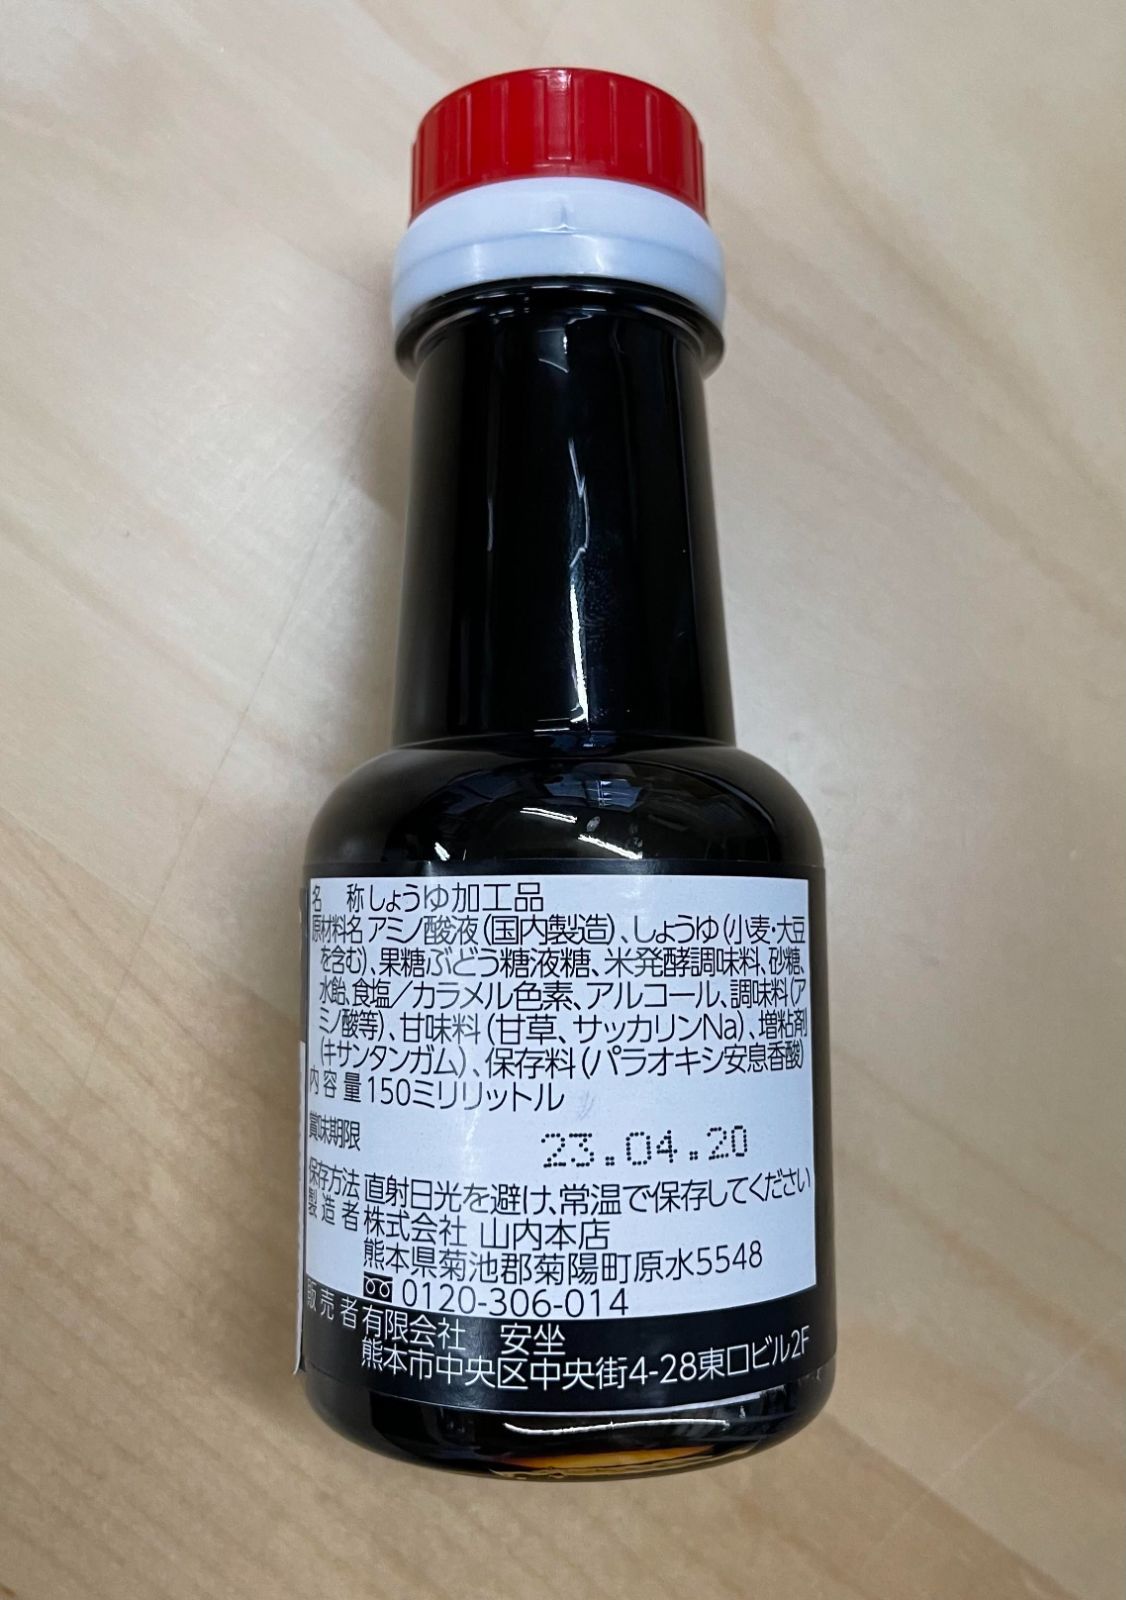 名 称 しょうゆ加工品
原材料名 アミノ酸液(国内製造)、しょうゆ(小麦・大豆
を含む)、果糖ぶどう糖液糖、米発酵調味料、砂糖、
水飴、食塩/カラメル色素、アルコール、調味料(ア
ミノ酸等)、甘味料(甘草、サッカリンNa)、増粘剤
(キサンタンガム)、保存料(パラオキシ安息香酸)
内 容 量 150ミリリットル
賞味期限 23.04.20
保存方法 直射日光を避け、常温で保存してください
製 造 者 株式会社 山内本店
熊本県菊池郡菊陽町原水5548
0120-306-014
販 売 者 有限会社 安坐
熊本市中央区中央街4-28東口ビル2F